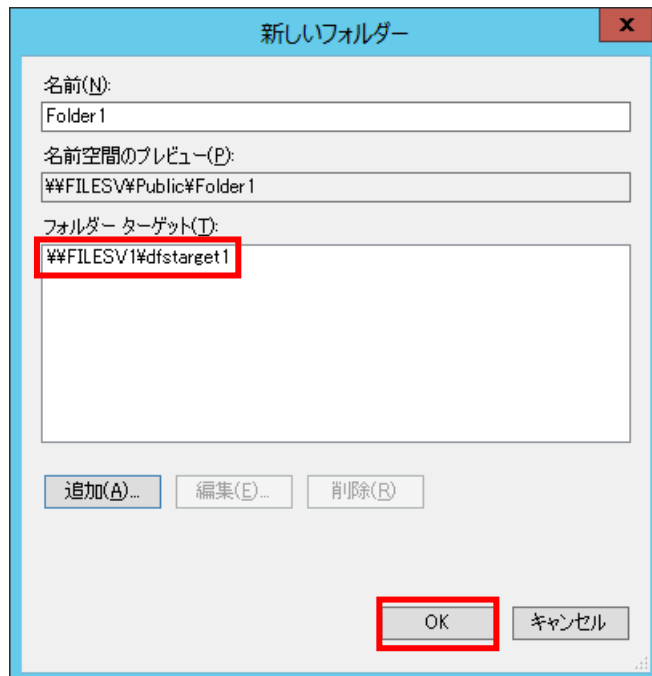 新しいフォルダー
x
名前(N):
Folder1
名前空間のプレビュー(P):
¥¥FILESV¥Public¥Folder1
フォルダー ターゲット(T):
¥¥FILESV1¥dfstarget1
追加(A)... 編集(E)... 削除(R)
OK キャンセル